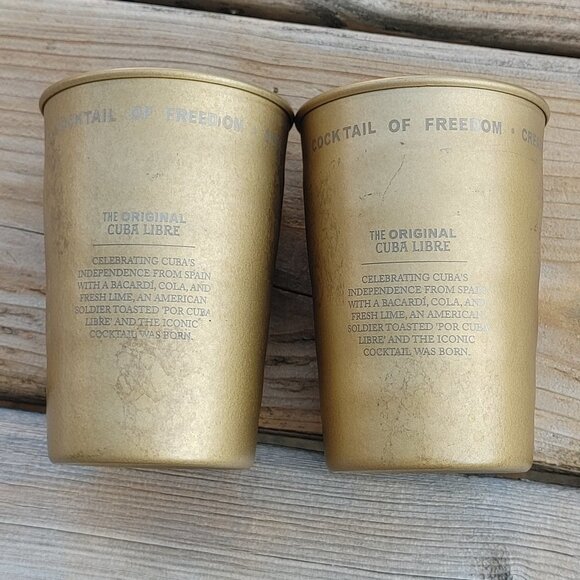 COCKTAIL OF FREEDOM •
THE ORIGINAL
CUBA LIBRE
CELEBRATING CUBA'S
INDEPENDENCE FROM SPAIN
WITH A BACARDI, COLA, AND
FRESH LIME, AN AMERICAN
SOLDIER TOASTED 'POR CUBA
LIBRE' AND THE ICONIC
COCKTAIL WAS BORN.
COCKTAIL OF FREEDOM •
THE ORIGINAL
CUBA LIBRE
CELEBRATING CUBA'S
INDEPENDENCE FROM SPAIN
WITH A BACARDÍ, COLA, AND
FRESH LIME, AN AMERICAN
SOLDIER TOASTED 'POR CUBA
LIBRE' AND THE ICONIC
COCKTAIL WAS BORN.